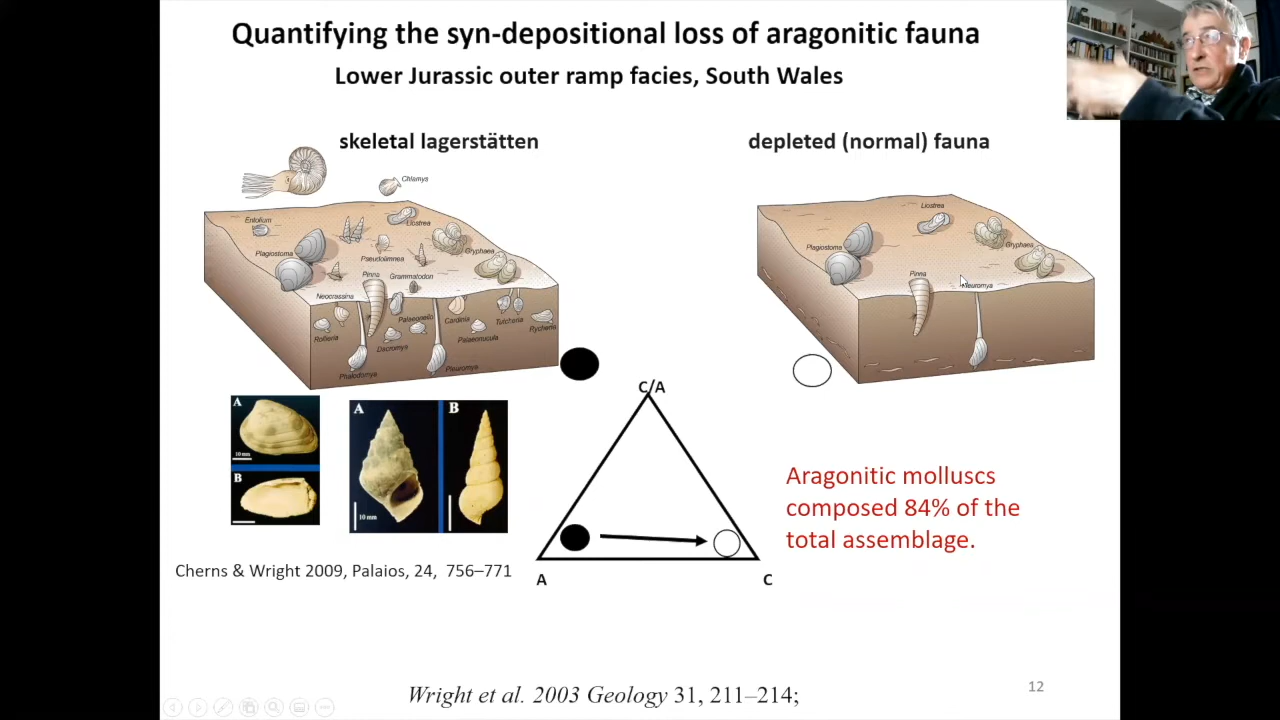 Quantifying the syn-depositional loss of aragonitic fauna
Lower Jurassic outer ramp facies, South Wales
skeletal lagerstätten
depleted (normal) fauna
Chlamys
Entolium
Liostrea
Plagiostoma
Pseudolimnea
Gryphaea
Pinna
Grammatodon
Neocrassina
Rollieria
Palaeoneilo
Cardinia
Tutcheria
Ryderia
Dacromya
Palaeonucula
Pholadomya
Pleuromya
Liostrea
Plagiostoma
Gryphaea
Pinna
Pleuromya
A
10 mm
B
A
10 mm
B
C/A
A
C
Aragonitic molluscs
composed 84% of the
total assemblage.
Cherns & Wright 2009, Palaios, 24, 756–771
Wright et al. 2003 Geology 31, 211–214;
12